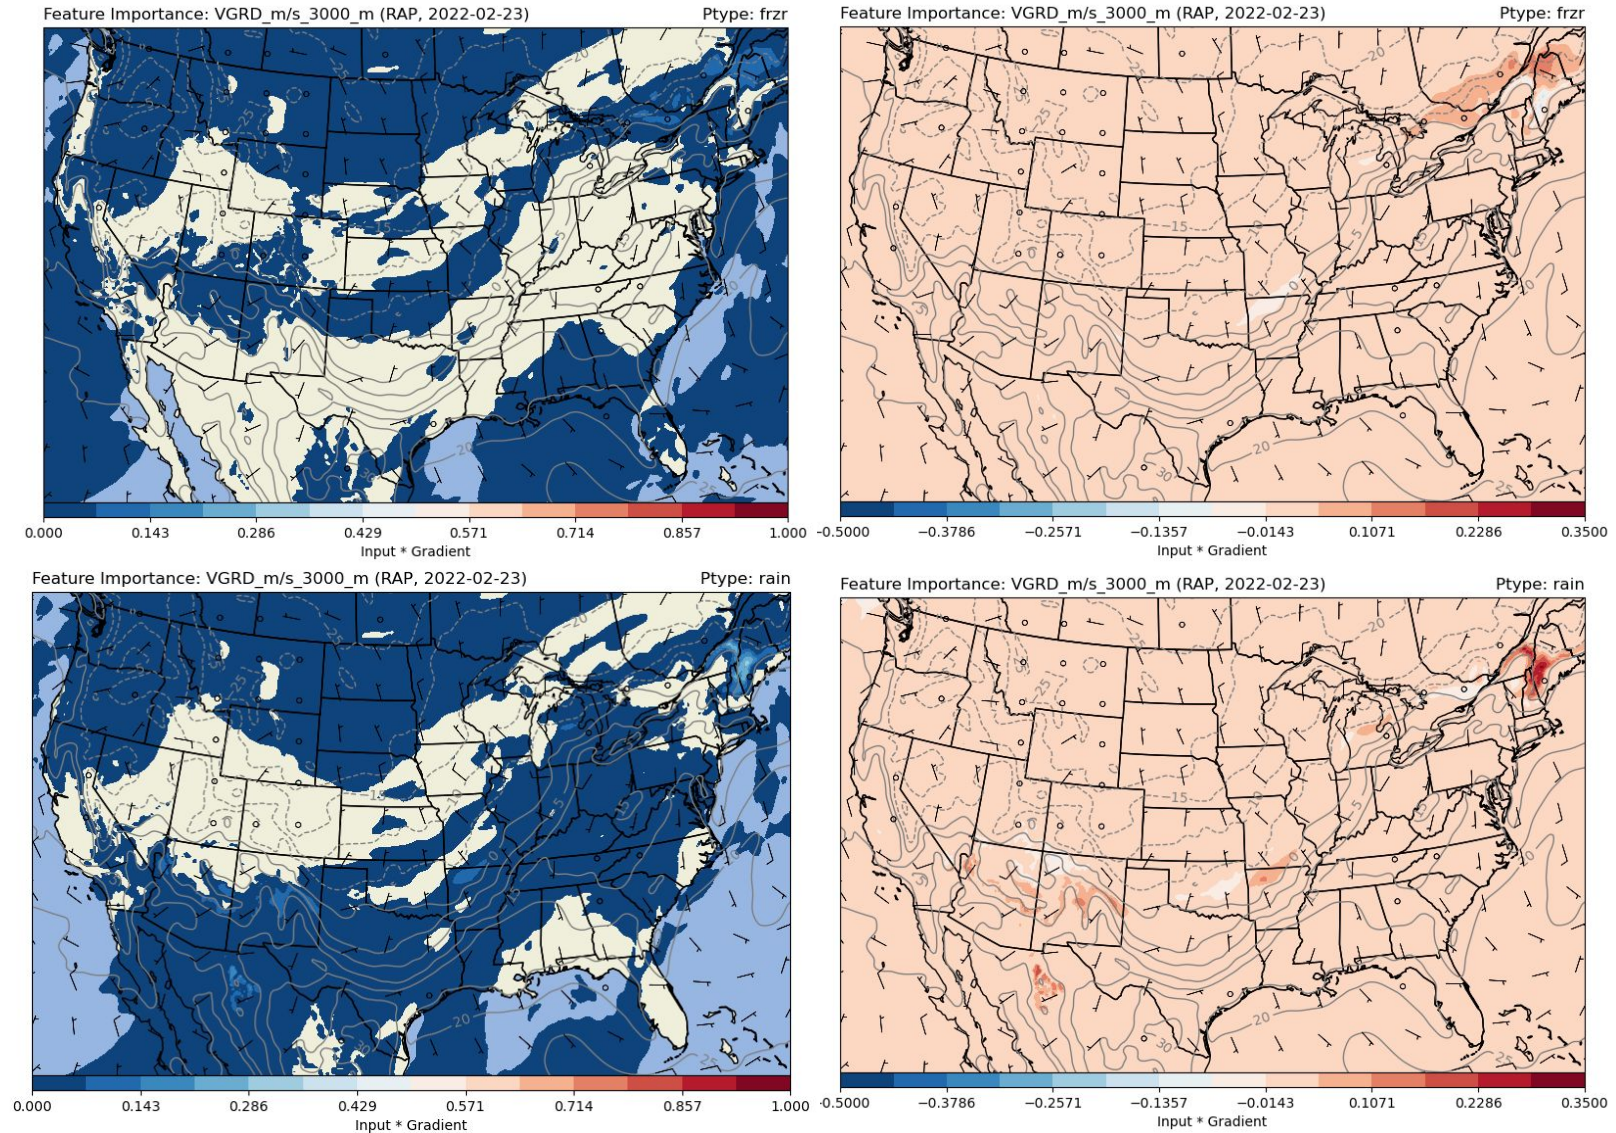 Feature Importance: VGRD_m/s_3000_m (RAP, 2022-02-23) Ptype: frzr
0.000 0.143 0.286 0.429 0.571 0.714 0.857 1.000
Input * Gradient
Feature Importance: VGRD_m/s_3000_m (RAP, 2022-02-23) Ptype: frzr
-0.5000 −0.3786 −0.2571 −0.1357 −0.0143 0.1071 0.2286 0.3500
Input * Gradient
Feature Importance: VGRD_m/s_3000_m (RAP, 2022-02-23) Ptype: rain
0.000 0.143 0.286 0.429 0.571 0.714 0.857 1.000
Input * Gradient
Feature Importance: VGRD_m/s_3000_m (RAP, 2022-02-23) Ptype: rain
-0.5000 −0.3786 −0.2571 −0.1357 −0.0143 0.1071 0.2286 0.3500
Input * Gradient